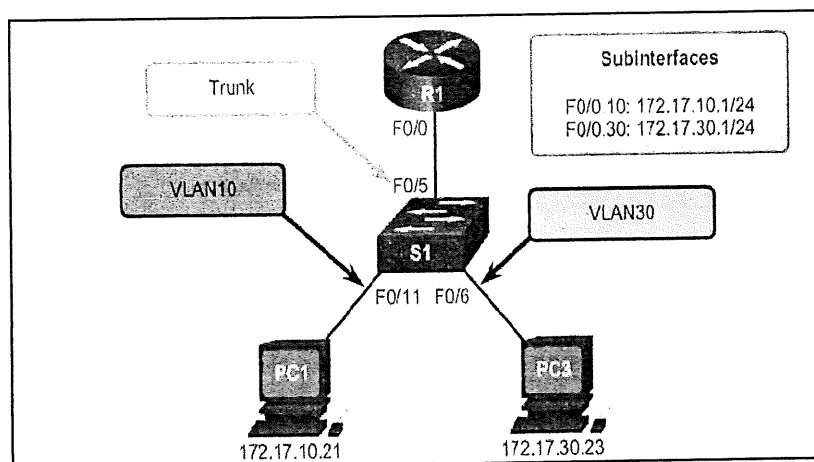 Subinterfaces
F0/0 10: 172.17.10.1/24
F0/0.30: 172.17.30.1/24
Trunk
R1
F0/0
VLAN10
F0/5
VLAN30
S1
F0/11 F0/6
PC1
PC3
172.17.10.21
172.17.30.23